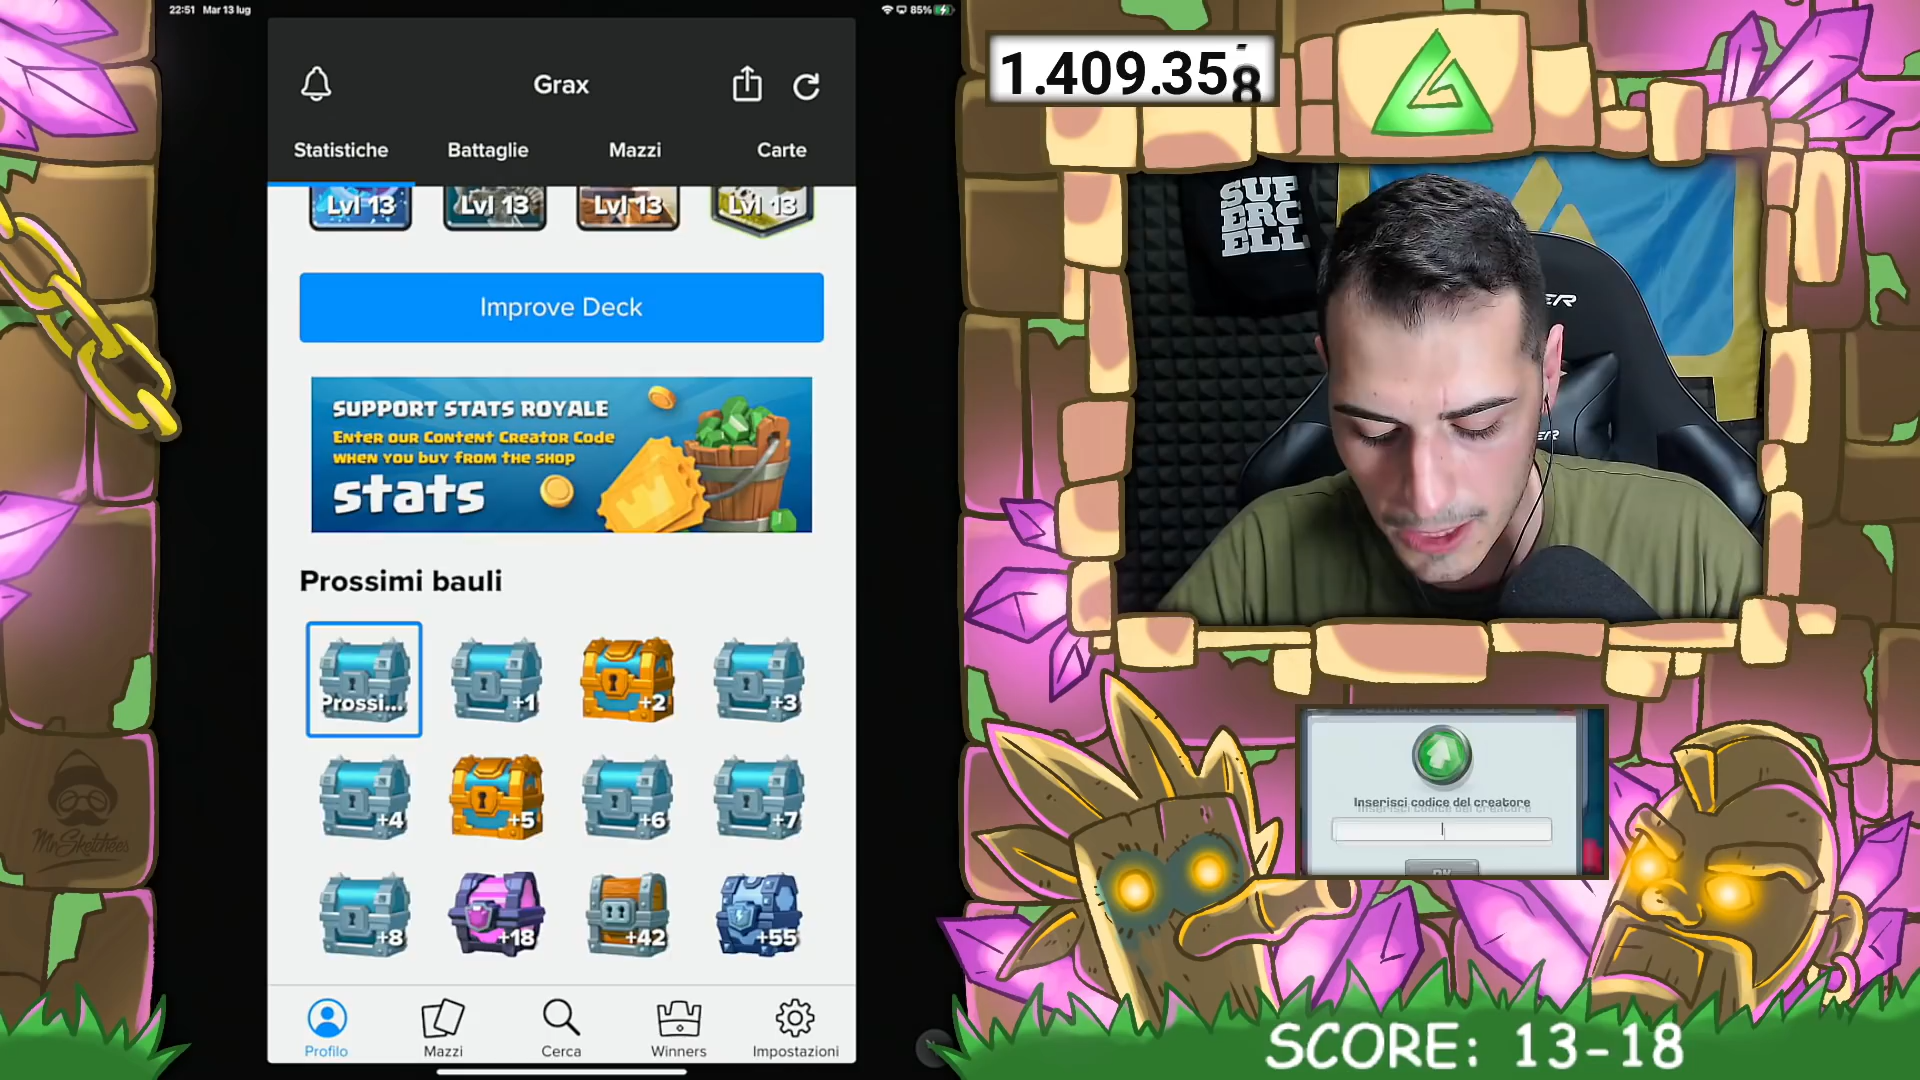 22:51 Mar 13 lug
85%
Grax
Statistiche Battaglie Mazzi Carte
Lvl 13 Lvl 13 Lvl 13 Lvl 13
Improve Deck
SUPPORT STATS ROYALE
Enter our Content Creator Code
when you buy from the shop
stats
Prossimi bauli
Prossi... +1 +2 +3
+4 +5 +6 +7
+8 +18 +42 +55
Profilo Mazzi Cerca Winners Impostazioni
1.409.358
SUP
ERC
ELL
Inserisci codice del creatore
OK
SCORE: 13-18
MrSketchees